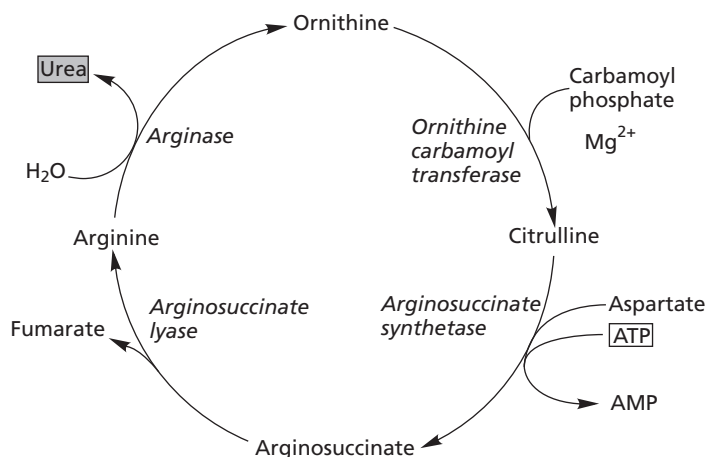 Ornithine
Urea
Carbamoyl
phosphate
Mg²⁺
Arginase
Ornithine
carbamoyl
transferase
H₂O
Arginine
Citrulline
Arginosuccinate
lyase
Arginosuccinate
synthetase
Aspartate
ATP
Fumarate
AMP
Arginosuccinate